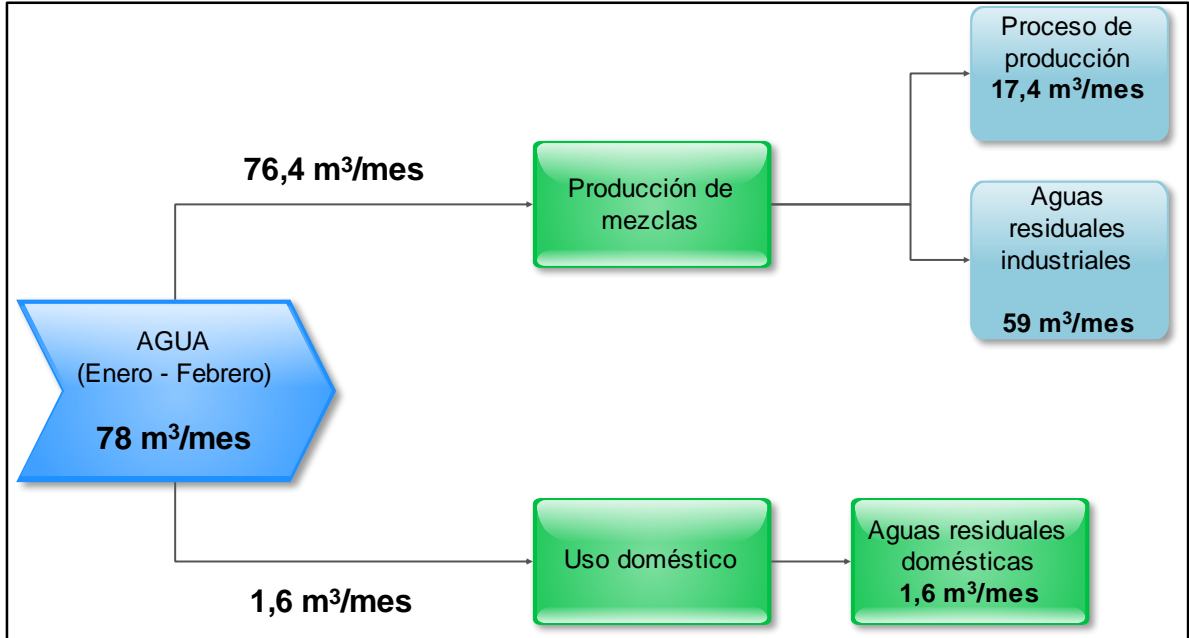 Proceso de
producción
17,4 m³/mes
76,4 m³/mes
Producción de
mezclas
Aguas
residuales
industriales
59 m³/mes
AGUA
(Enero - Febrero)
78 m³/mes
Uso doméstico
Aguas residuales
domésticas
1,6 m³/mes
1,6 m³/mes